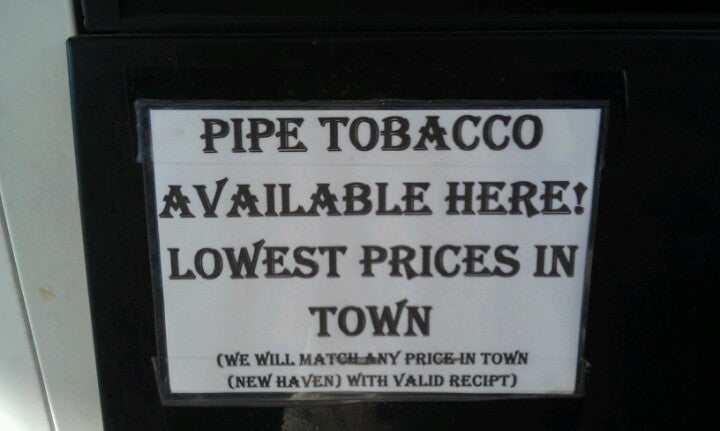 PIPE TOBACCO
AVAILABLE HERE!
LOWEST PRICES IN
TOWN
(WE WILL MATCH ANY PRICE IN TOWN
(NEW HAVEN) WITH VALID RECIPT)